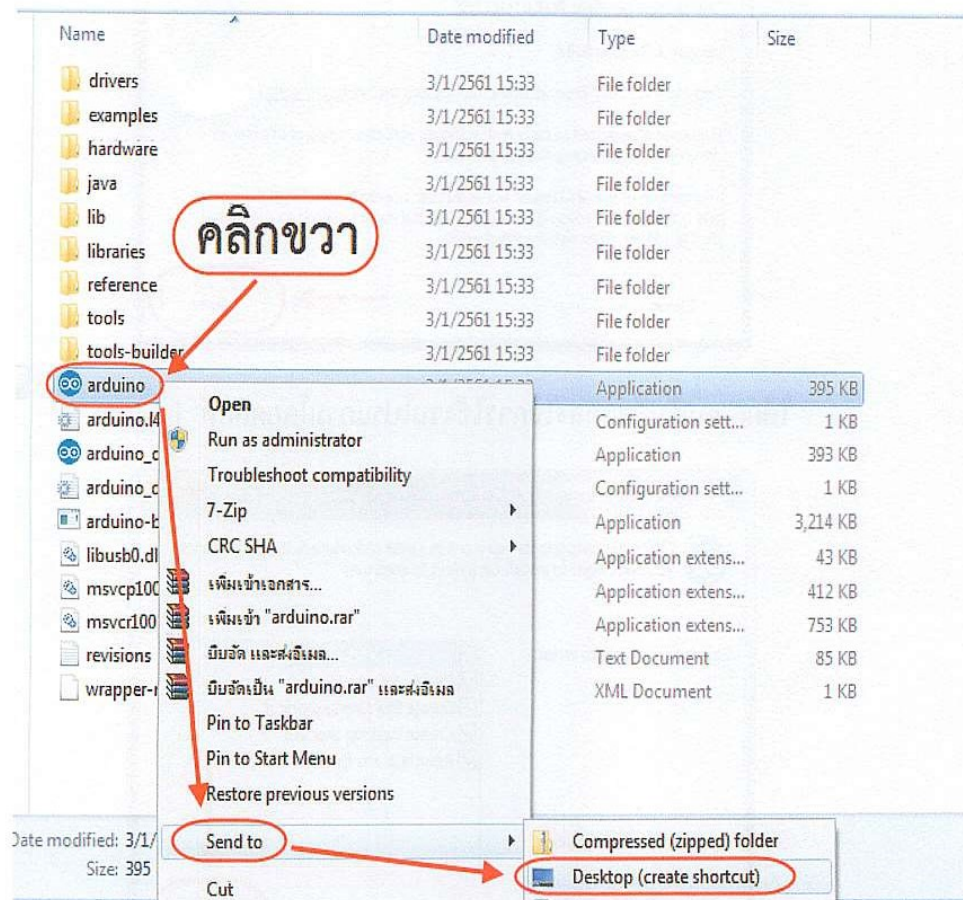 Name Date modified Type Size
drivers 3/1/2561 15:33 File folder
examples 3/1/2561 15:33 File folder
hardware 3/1/2561 15:33 File folder
java 3/1/2561 15:33 File folder
lib 3/1/2561 15:33 File folder
คลิกขวา
libraries 3/1/2561 15:33 File folder
reference 3/1/2561 15:33 File folder
tools 3/1/2561 15:33 File folder
tools-builder 3/1/2561 15:33 File folder
arduino Application 395 KB
arduino.l4 Configuration sett... 1 KB
arduino_d Application 393 KB
arduino_d Configuration sett... 1 KB
arduino-b Application 3,214 KB
libusb0.dl Application extens... 43 KB
msvcp100 Application extens... 412 KB
msvcr100 Application extens... 753 KB
revisions Text Document 85 KB
wrapper-r XML Document 1 KB
Open
Run as administrator
Troubleshoot compatibility
7-Zip
CRC SHA
เพิ่มเข้าเอกสาร...
เพิ่มเข้า "arduino.rar"
บีบอัด และส่งอีเมล...
บีบอัดเป็น "arduino.rar" และส่งอีเมล
Pin to Taskbar
Pin to Start Menu
Restore previous versions
Send to
Cut
Compressed (zipped) folder
Desktop (create shortcut)
Date modified: 3/1/
Size: 395